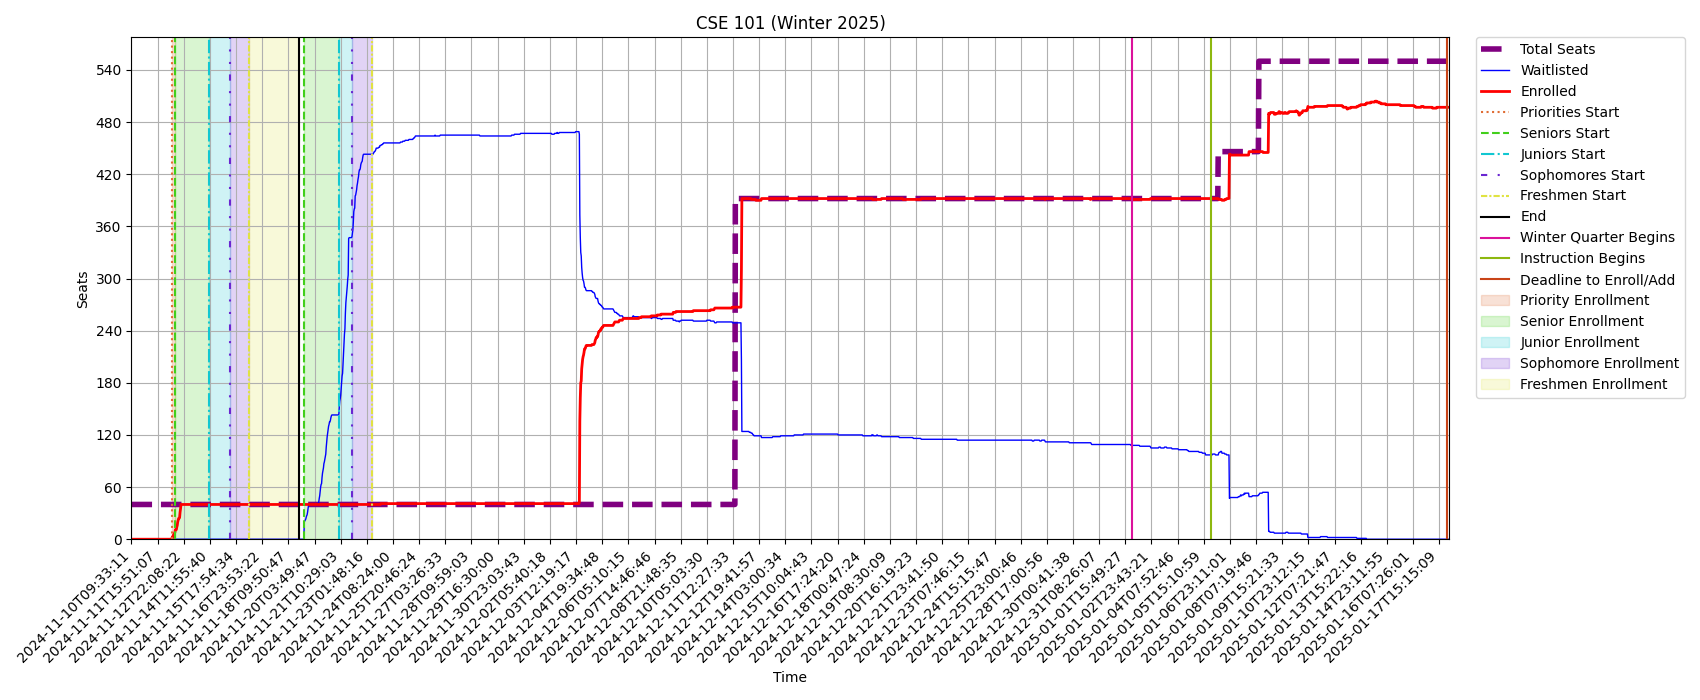 CSE 101 (Winter 2025)
Seats
540
480
420
360
300
240
180
120
60
0
2024-11-10T09:33:11
2024-11-11T15:51:07
2024-11-12T22:08:22
2024-11-14T11:55:40
2024-11-15T17:54:34
2024-11-16T23:53:22
2024-11-18T09:50:47
2024-11-20T03:49:47
2024-11-21T10:29:03
2024-11-23T01:48:16
2024-11-24T08:24:00
2024-11-25T20:46:24
2024-11-27T03:26:33
2024-11-28T09:59:03
2024-11-29T16:30:00
2024-11-30T23:03:43
2024-12-02T05:40:18
2024-12-03T12:19:17
2024-12-04T19:34:48
2024-12-06T05:10:15
2024-12-07T14:46:46
2024-12-08T21:48:35
2024-12-10T05:03:30
2024-12-11T12:27:33
2024-12-12T19:41:57
2024-12-14T03:00:34
2024-12-15T10:04:43
2024-12-16T17:24:20
2024-12-18T00:47:24
2024-12-19T08:30:09
2024-12-20T16:19:23
2024-12-21T23:41:50
2024-12-23T07:46:15
2024-12-24T15:15:47
2024-12-25T23:00:46
2024-12-28T17:00:56
2024-12-30T00:41:38
2024-12-31T08:26:07
2025-01-01T15:49:27
2025-01-02T23:43:21
2025-01-04T07:52:46
2025-01-05T15:10:59
2025-01-06T23:11:01
2025-01-08T07:19:46
2025-01-09T15:21:33
2025-01-10T23:12:15
2025-01-12T07:21:47
2025-01-13T15:22:16
2025-01-14T23:11:55
2025-01-16T07:26:01
2025-01-17T15:15:09
Time
Total Seats
Waitlisted
Enrolled
Priorities Start
Seniors Start
Juniors Start
Sophomores Start
Freshmen Start
End
Winter Quarter Begins
Instruction Begins
Deadline to Enroll/Add
Priority Enrollment
Senior Enrollment
Junior Enrollment
Sophomore Enrollment
Freshmen Enrollment